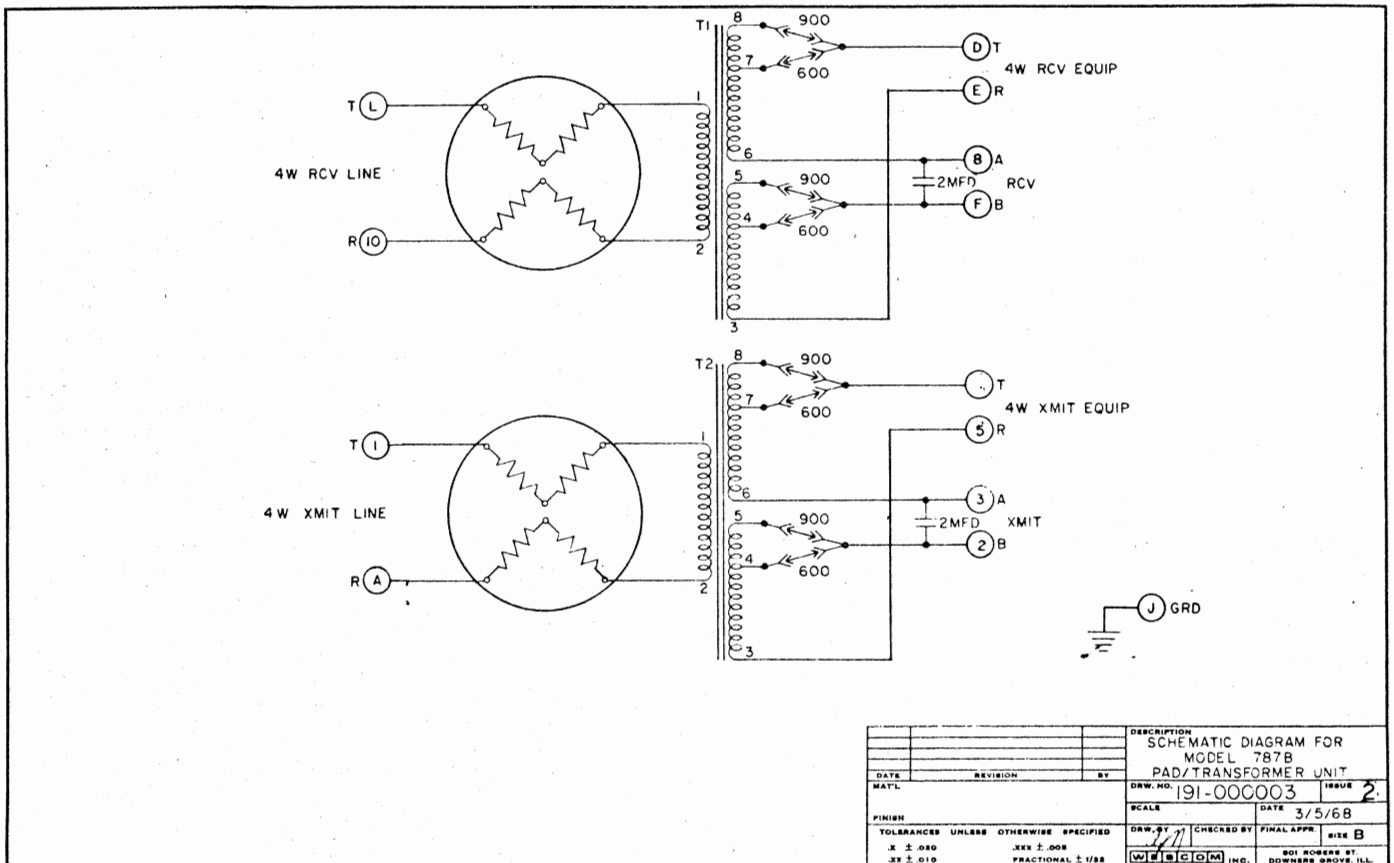 T1
8
900
D T
7
600
4W RCV EQUIP
E R
1
T L
6
8 A
4W RCV LINE
5
900
2MFD RCV
F B
4
600
R 10
2
3
T2
8
900
T
7
600
4W XMIT EQUIP
5 R
1
T 1
6
3 A
4W XMIT LINE
5
900
2MFD XMIT
2 B
4
600
R A
2
J GRD
3
DESCRIPTION
SCHEMATIC DIAGRAM FOR
MODEL 787B
PAD/TRANSFORMER UNIT
DATE REVISION BY
MAT'L
DRW. NO. 191-000003 ISSUE 2.
SCALE DATE 3/5/68
FINISH
TOLERANCES UNLESS OTHERWISE SPECIFIED
DRW. BY CHECKED BY FINAL APPR. SIZE B
.X ± .020 .XXX ± .005
.XX ± .010 FRACTIONAL ± 1/32
WESCOM INC. 801 ROGERS ST.
DOWNERS GROVE, ILL.